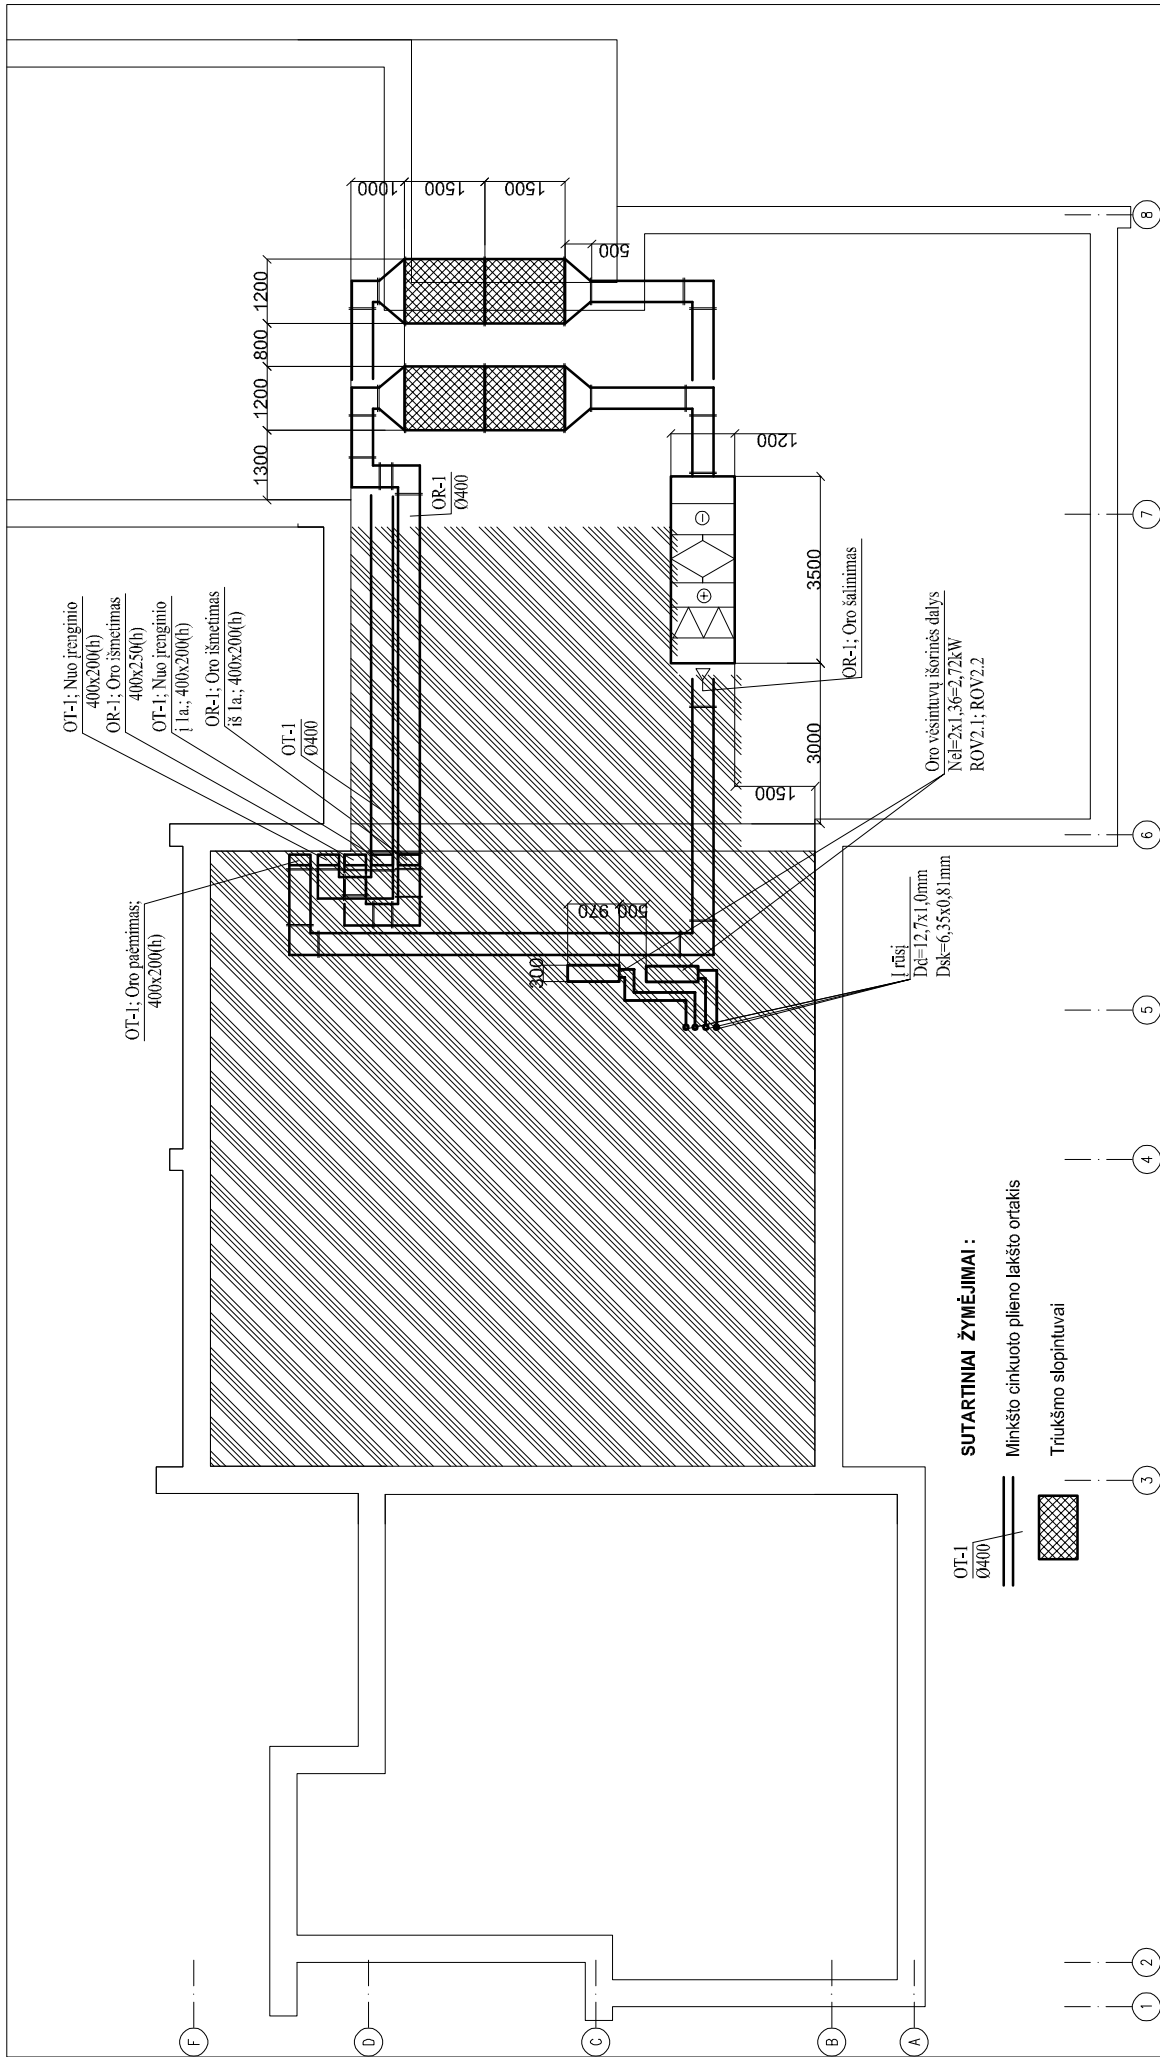 OT-1; Nuo įrenginio
400x200(h)
OR-1; Oro išmetimas
400x250(h)
OT-1; Nuo įrenginio
į 1a.; 400x200(h)
OR-1; Oro išmetimas
iš 1a.; 400x200(h)
OT-1
Ø400
OT-1; Oro paėmimas;
400x200(h)
OR-1
Ø400
1300
1200
800
1200
1000
1500
1500
500
1200
3500
3000
1500
OR-1; Oro šalinimas
Oro vėsintuvų išorinės dalys
Nel=2x1,36=2,72kW
ROV2.1; ROV2.2
970
500
300
Į rūsį
Dd=12,7x1,0mm
Dsk=6,35x0,81mm
SUTARTINIAI ŽYMĖJIMAI :
OT-1
Ø400
Minkšto cinkuoto plieno lakšto ortakis
Triukšmo slopintuvai
F
D
C
B
A
1
2
3
4
5
6
7
8